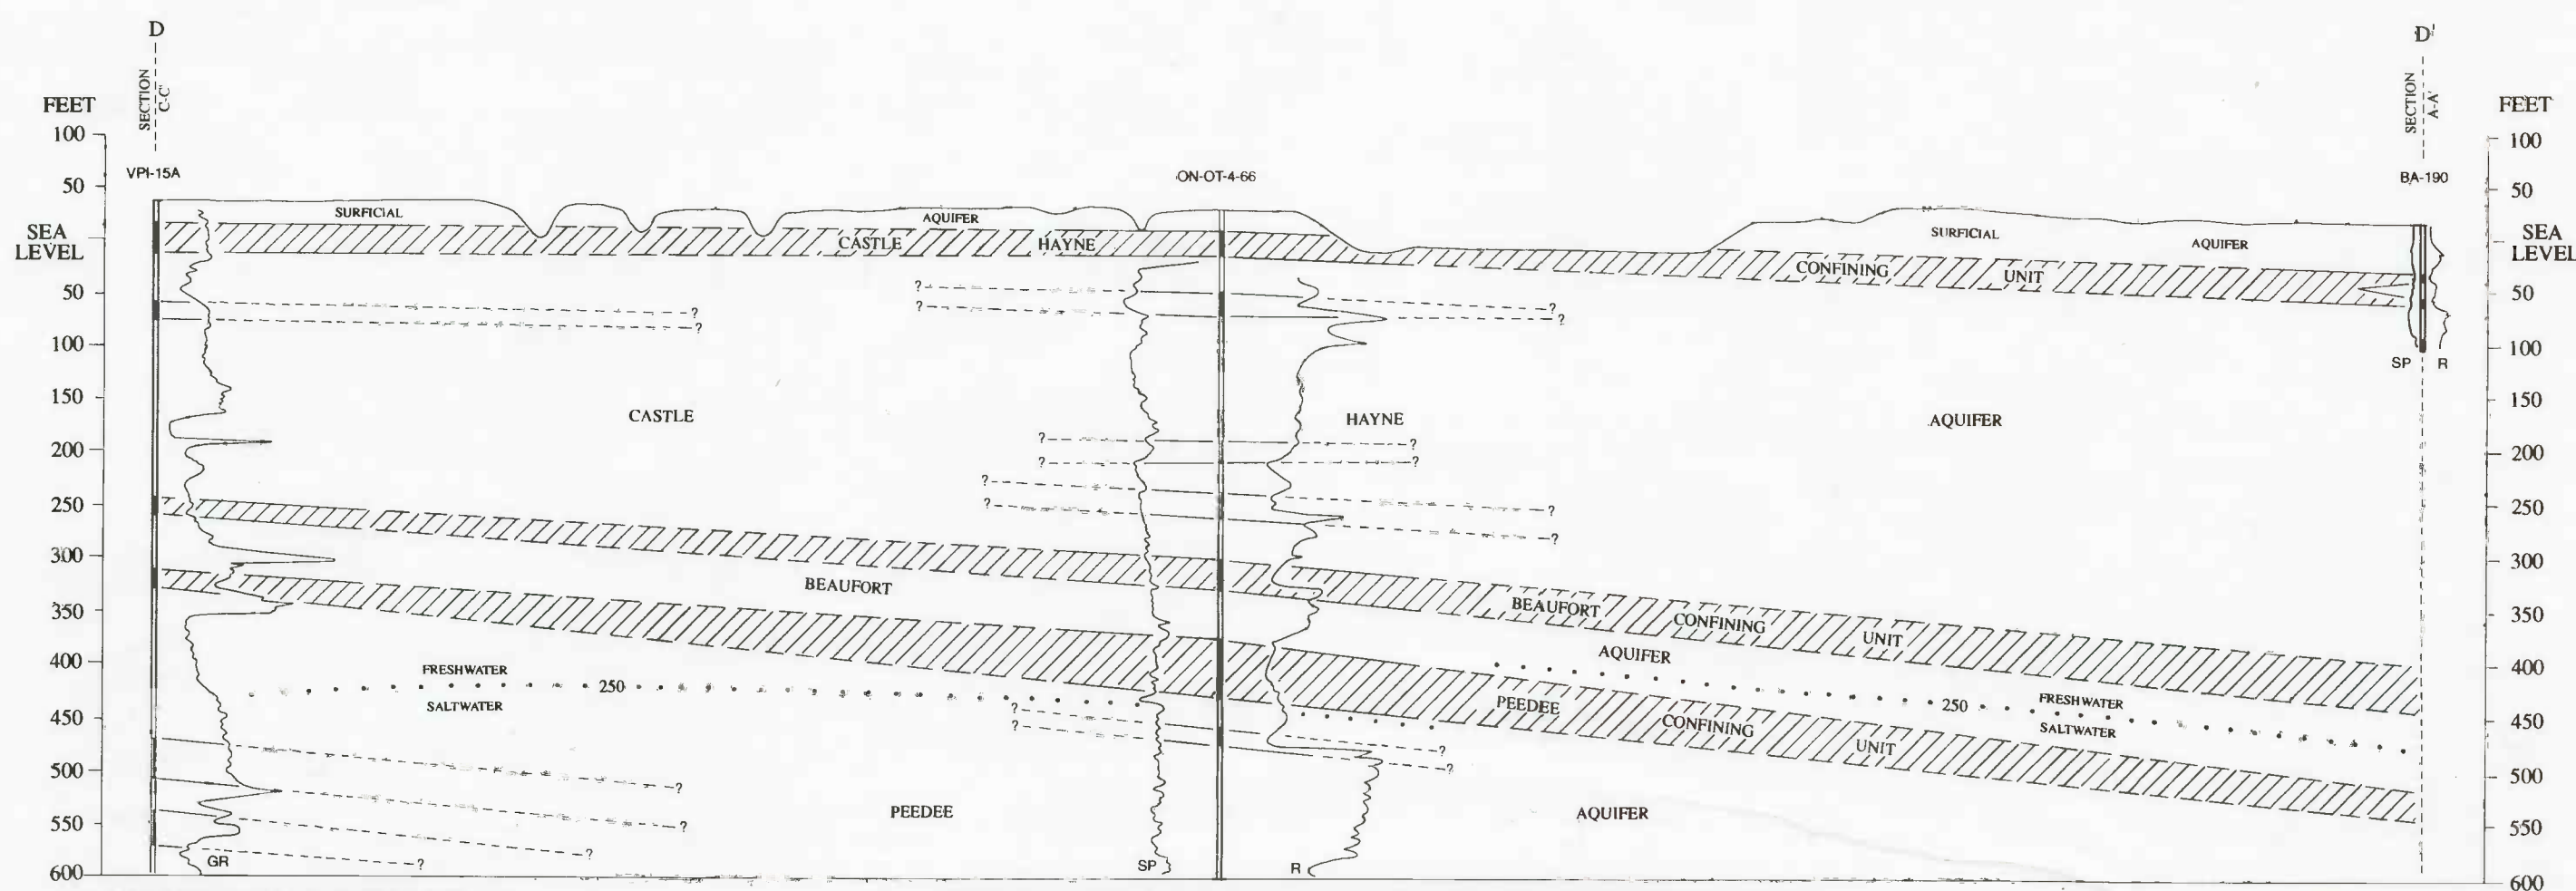 D
D'
SECTION
C-C'
SECTION
A-A'
FEET
FEET
100
100
VPI-15A
ON-OT-4-66
BA-190
50
50
SURFICIAL
AQUIFER
SURFICIAL
AQUIFER
SEA
LEVEL
CASTLE
HAYNE
CONFINING
UNIT
SEA
LEVEL
50
50
?
?
?
?
?
?
100
100
SP
R
150
150
CASTLE
HAYNE
AQUIFER
200
200
?
?
?
?
?
?
?
?
250
250
300
300
BEAUFORT
BEAUFORT
CONFINING
UNIT
350
350
400
400
FRESHWATER
250
SALTWATER
AQUIFER
FRESHWATER
250
SALTWATER
450
450
PEEDEE
CONFINING
UNIT
?
?
?
?
500
500
?
?
?
?
PEEDEE
AQUIFER
550
550
600
600
GR
SP
R